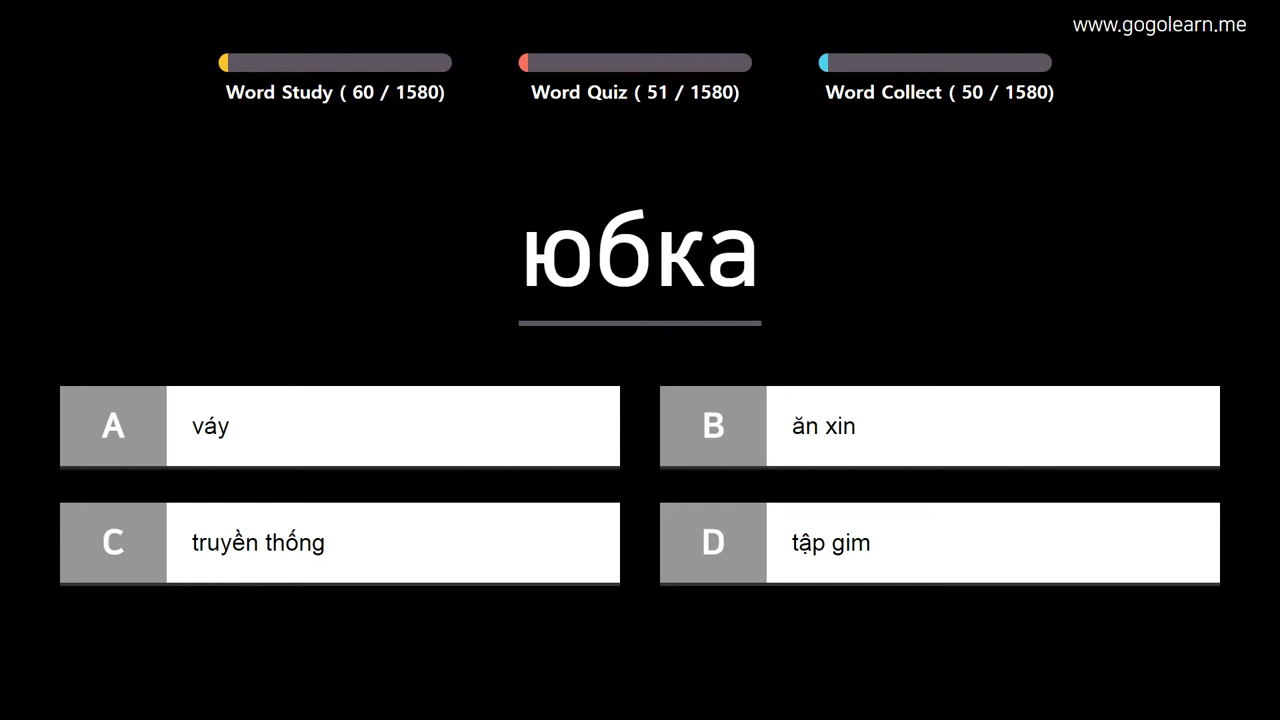 www.gogolearn.me
Word Study ( 60 / 1580)
Word Quiz ( 51 / 1580)
Word Collect ( 50 / 1580)
юбка
A
váy
B
ăn xin
C
truyền thống
D
tập gim